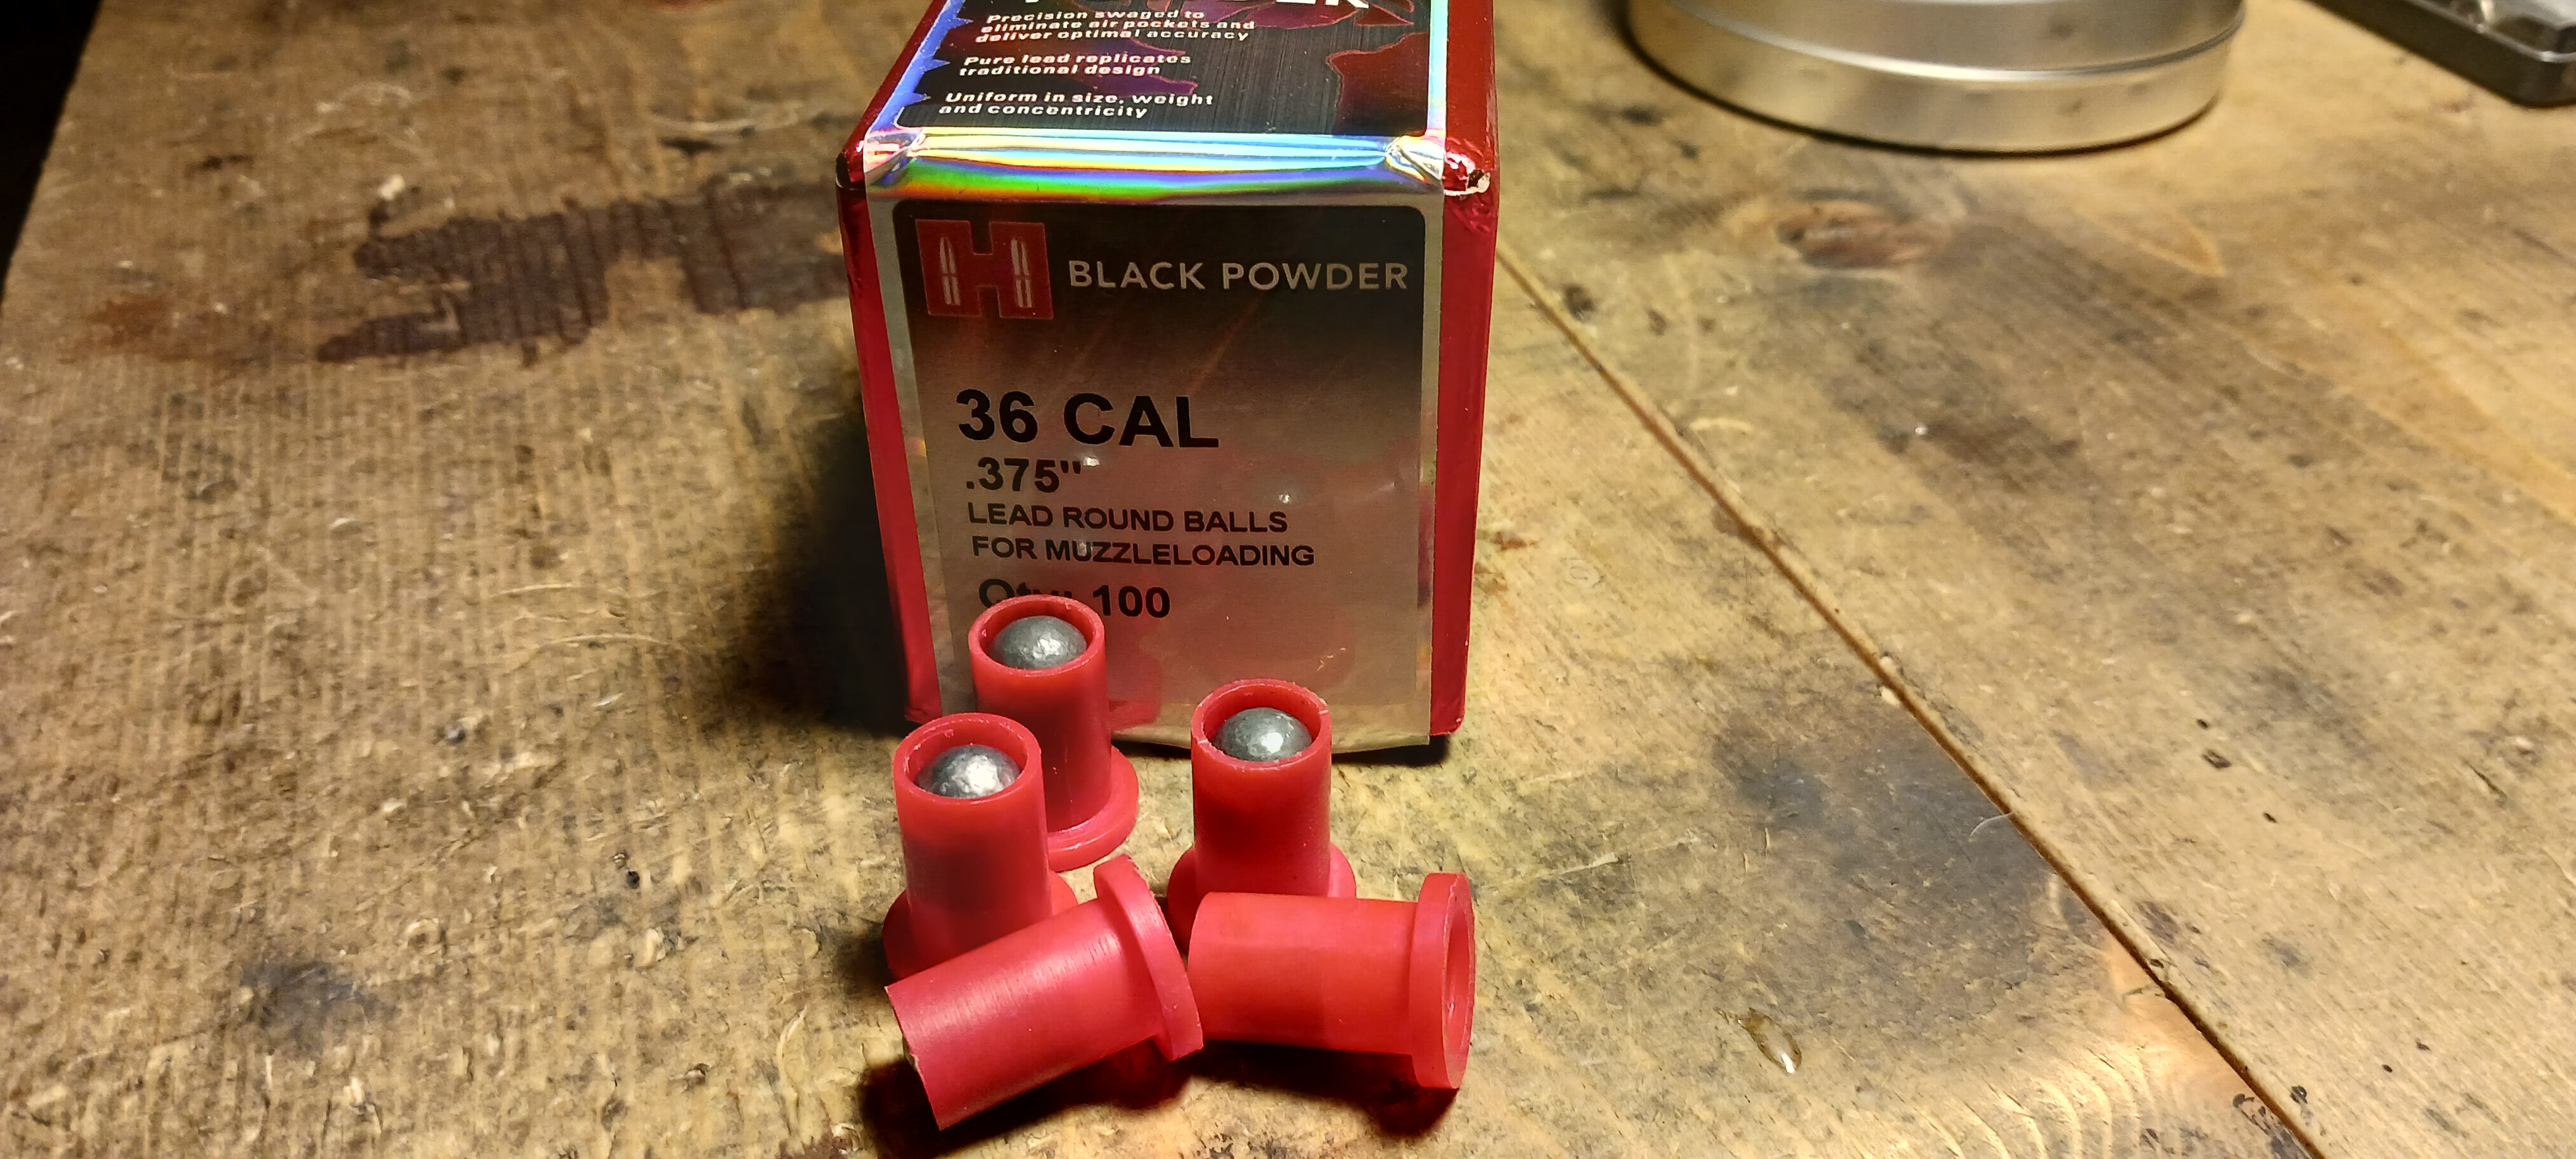 Precision swaged to
eliminate air pockets and
deliver optimal accuracy
Pure lead replicates
traditional design
Uniform in size, weight
and concentricity
H BLACK POWDER
36 CAL
.375"
LEAD ROUND BALLS
FOR MUZZLELOADING
Qty: 100